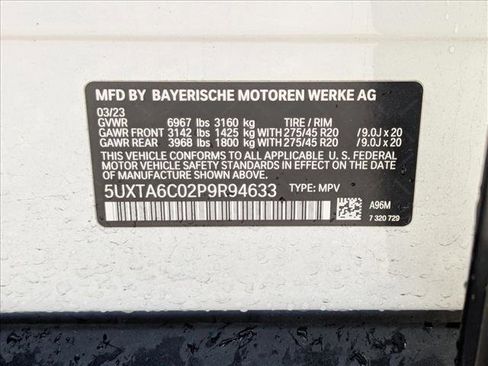 MFD BY BAYERISCHE MOTOREN WERKE AG
03/23
GVWR 6967 lbs 3160 kg TIRE / RIM
GAWR FRONT 3142 lbs 1425 kg WITH 275/45 R20 / 9.0J x 20
GAWR REAR 3968 lbs 1800 kg WITH 275/45 R20 / 9.0J x 20
THIS VEHICLE CONFORMS TO ALL APPLICABLE U. S. FEDERAL
MOTOR VEHICLE SAFETY STANDARDS IN EFFECT ON THE DATE
OF MANUFACTURE SHOWN ABOVE.
5UXTA6C02P9R94633 TYPE: MPV
A96M
7 320 729